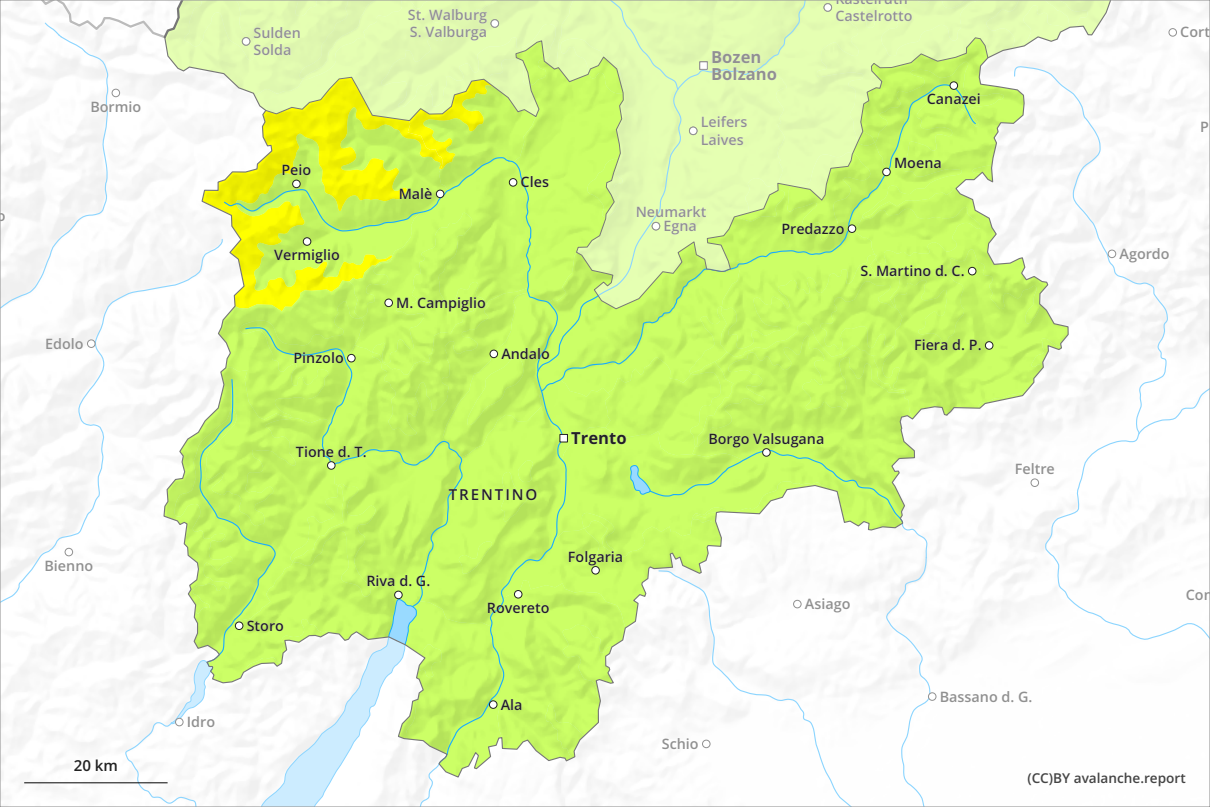 Kastelruth
Castelrotto
St. Walburg
S. Valburga
Sulden
Solda
Cort
Bozen
Bolzano
Bormio
Canazei
Leifers
Laives
Moena
Peio
Malè
Cles
Neumarkt
Egna
Predazzo
Vermiglio
Agordo
S. Martino d. C.
M. Campiglio
Edolo
Pinzolo
Andalo
Fiera d. P.
Trento
Borgo Valsugana
Tione d. T.
Feltre
TRENTINO
Folgaria
Bienno
Riva d. G.
Asiago
Cor
Rovereto
Storo
Bassano d. G.
Ala
Idro
Schio
20 km
(CC)BY avalanche.report